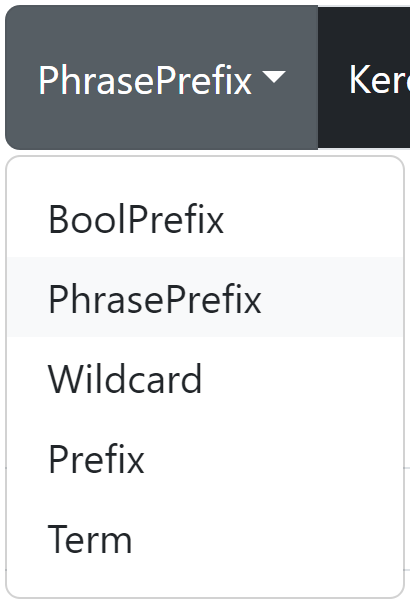 PhrasePrefix
BoolPrefix
PhrasePrefix
Wildcard
Prefix
Term